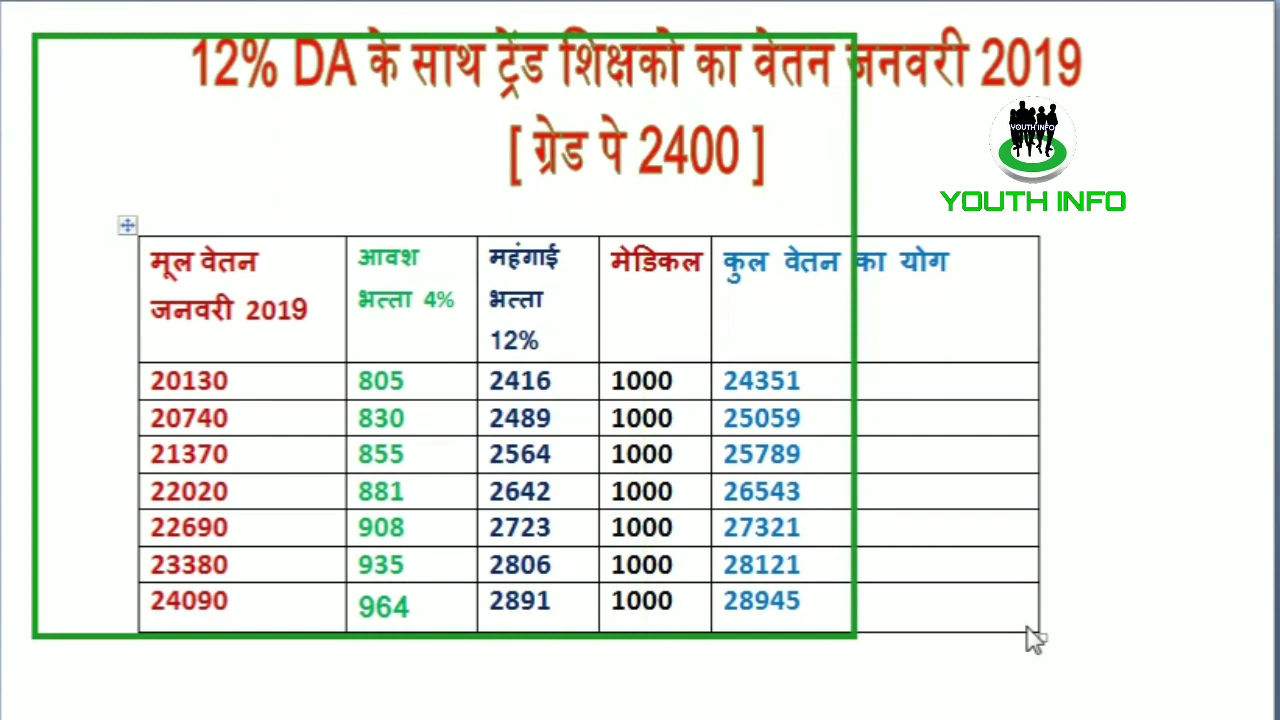 12% DA के साथ ट्रेंड शिक्षको का वेतन जनवरी 2019
[ ग्रेड पे 2400 ]
YOUTH INFO
YOUTH INFO
मूल वेतन जनवरी 2019 आवश भत्ता 4% महंगाई भत्ता 12% मेडिकल कुल वेतन का योग
20130 805 2416 1000 24351
20740 830 2489 1000 25059
21370 855 2564 1000 25789
22020 881 2642 1000 26543
22690 908 2723 1000 27321
23380 935 2806 1000 28121
24090 964 2891 1000 28945